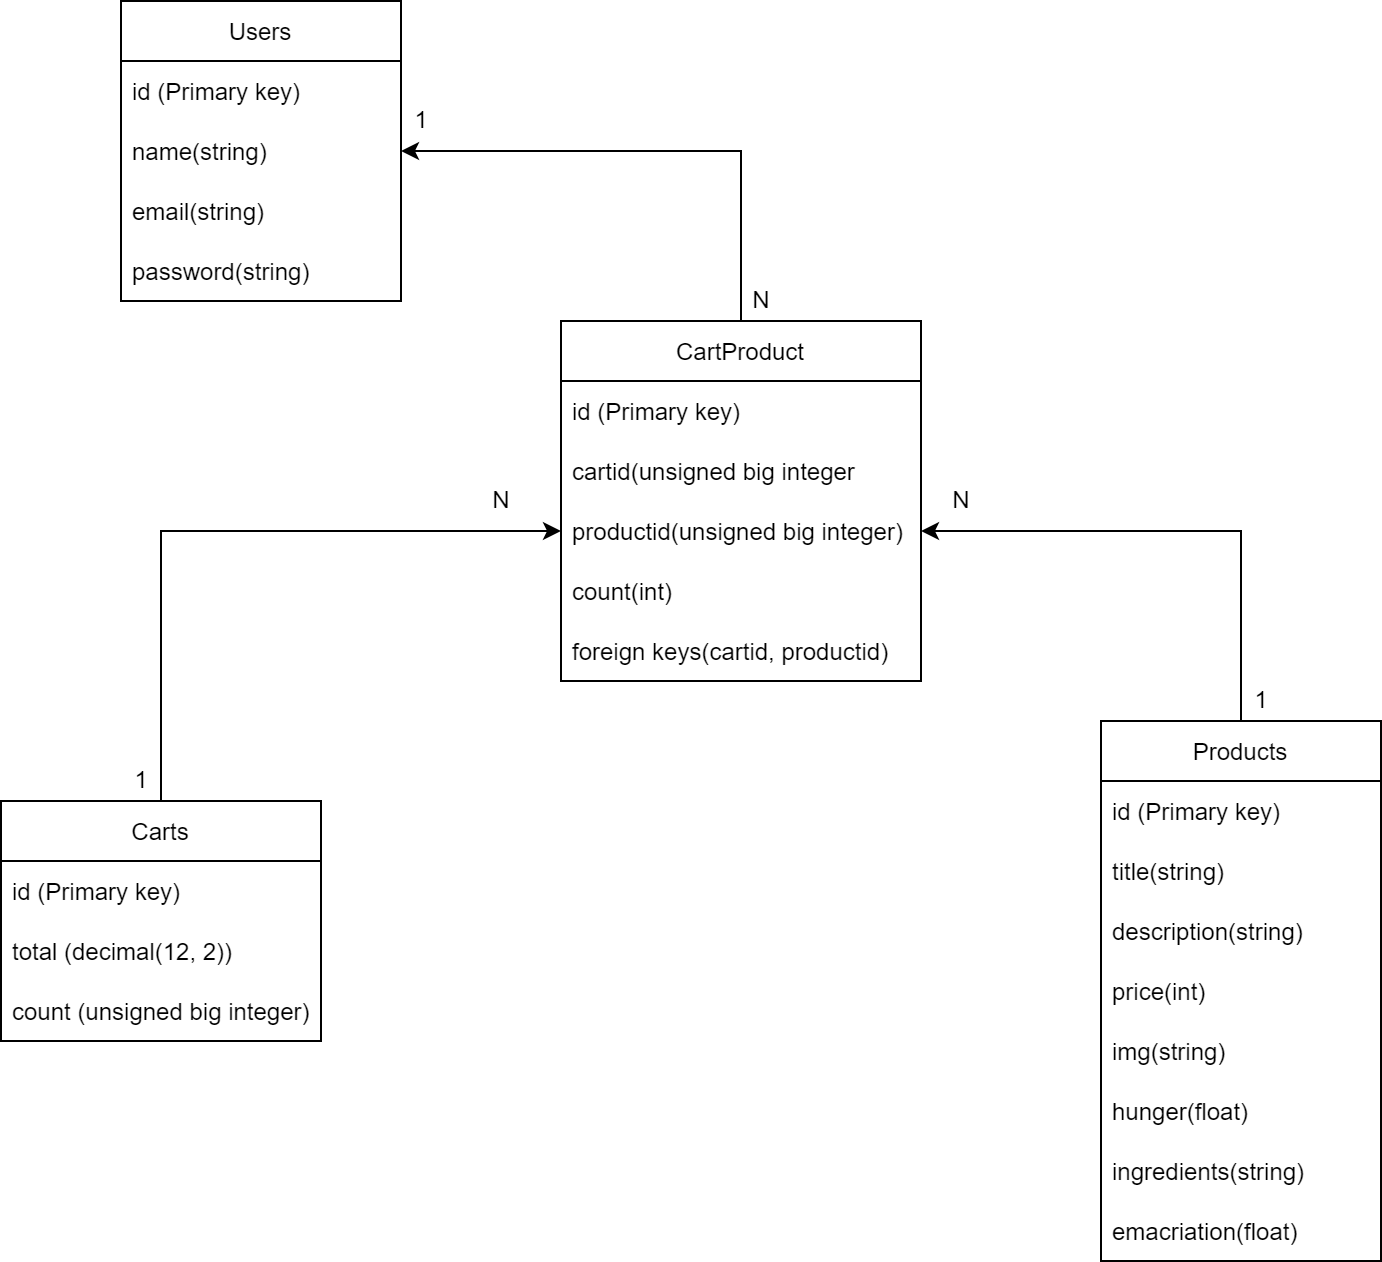 Users
id (Primary key)
name(string)
email(string)
password(string)
1
N
CartProduct
id (Primary key)
cartid(unsigned big integer
productid(unsigned big integer)
count(int)
foreign keys(cartid, productid)
N
N
1
Carts
id (Primary key)
total (decimal(12, 2))
count (unsigned big integer)
1
Products
id (Primary key)
title(string)
description(string)
price(int)
img(string)
hunger(float)
ingredients(string)
emacriation(float)